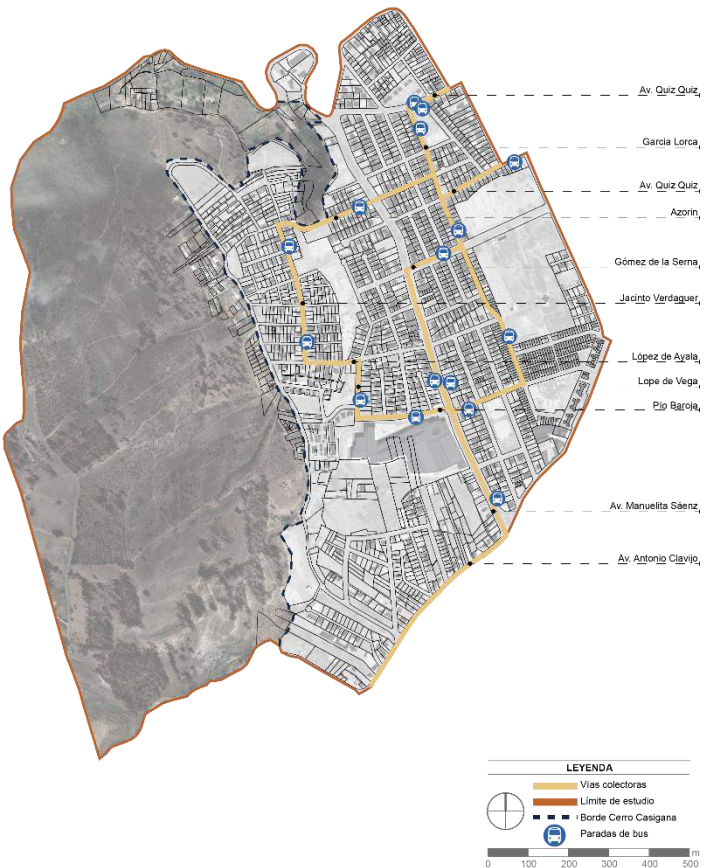 Av. Quiz Quiz
Garcia Lorca
Av. Quiz Quiz
Azorin
Gómez de la Serna
Jacinto Verdaguer
López de Ayala
Lope de Vega
Pío Baroja
Av. Manuelita Sáenz
Av. Antonio Clavijo
LEYENDA
Vías colectoras
Límite de estudio
Borde Cerro Casigana
Paradas de bus
m
0 100 200 300 400 500